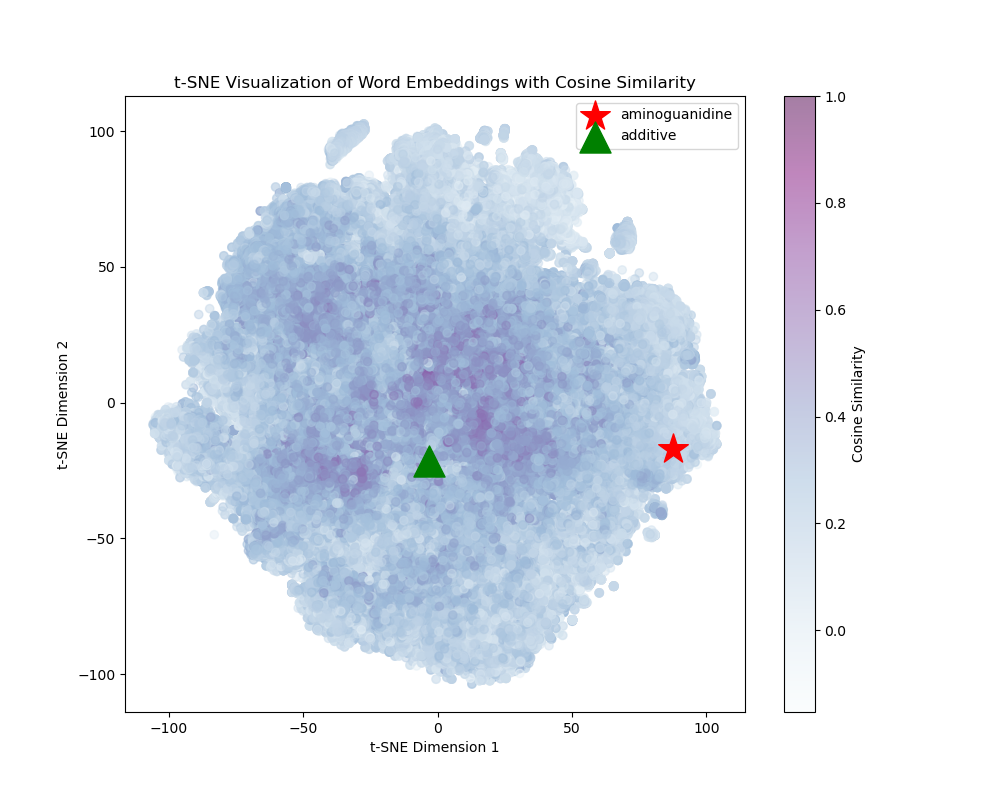 t-SNE Visualization of Word Embeddings with Cosine Similarity
aminoguanidine
additive
100
50
0
−50
−100
t-SNE Dimension 2
−100
−50
0
50
100
t-SNE Dimension 1
1.0
0.8
0.6
0.4
0.2
0.0
Cosine Similarity